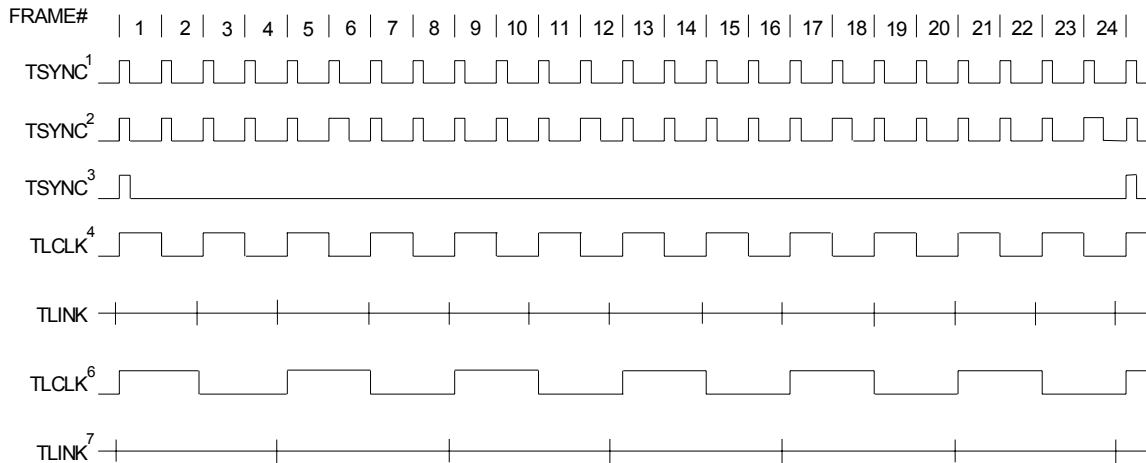 FRAME# | 1 | 2 | 3 | 4 | 5 | 6 | 7 | 8 | 9 | 10 | 11 | 12 | 13 | 14 | 15 | 16 | 17 | 18 | 19 | 20 | 21 | 22 | 23 | 24 |
TSYNC¹
TSYNC²
TSYNC³
TLCLK⁴
TLINK
TLCLK⁶
TLINK⁷